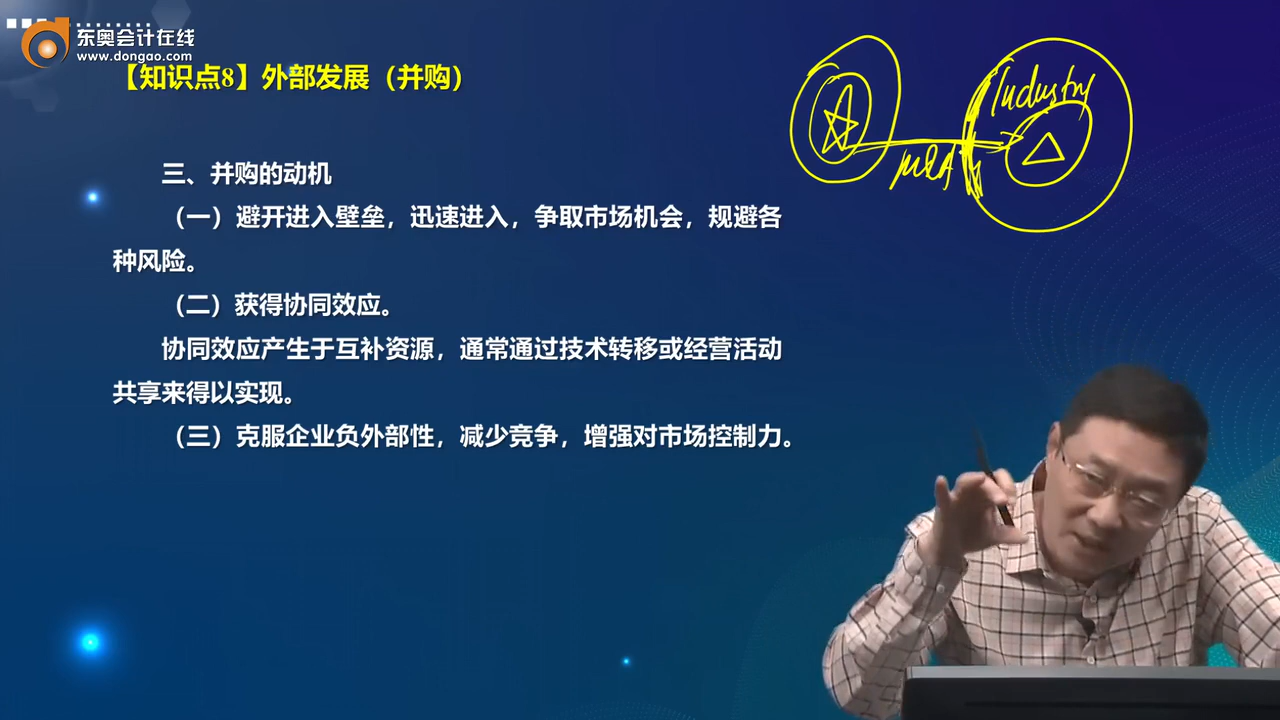 东奥会计在线
www.dongao.com
【知识点8】外部发展（并购）
Industry
M&A
三、并购的动机
（一）避开进入壁垒，迅速进入，争取市场机会，规避各
种风险。
（二）获得协同效应。
协同效应产生于互补资源，通常通过技术转移或经营活动
共享来得以实现。
（三）克服企业负外部性，减少竞争，增强对市场控制力。